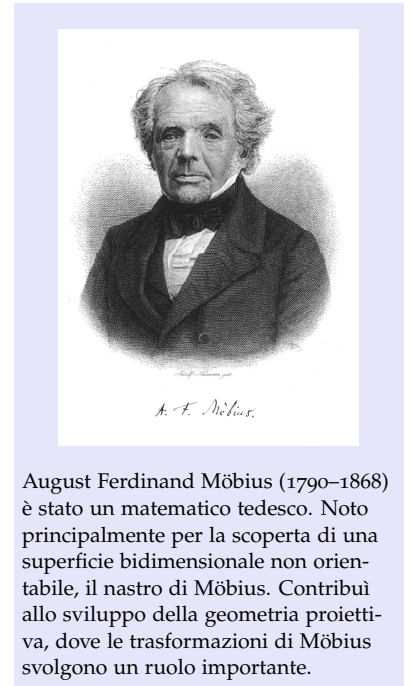 A. F. Möbius.
August Ferdinand Möbius (1790–1868)
è stato un matematico tedesco. Noto
principalmente per la scoperta di una
superficie bidimensionale non orien-
tabile, il nastro di Möbius. Contribuì
allo sviluppo della geometria proietti-
va, dove le trasformazioni di Möbius
svolgono un ruolo importante.